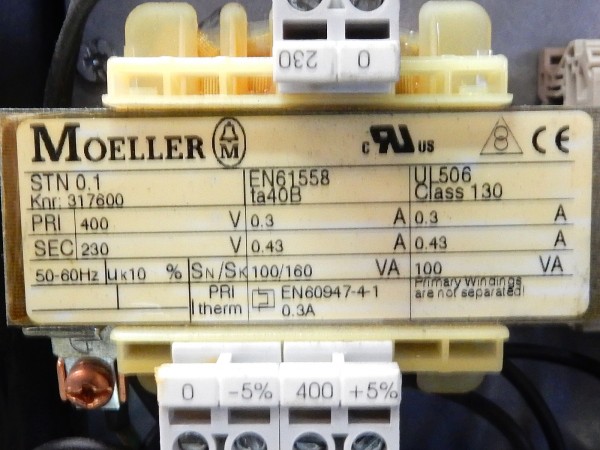 230 0
MOELLER M c RU US CE
STN 0.1 EN61558 UL506
Knr: 317600 ta40B Class 130
PRI 400 V 0.3 A 0.3 A
SEC 230 V 0.43 A 0.43 A
50-60Hz uK10 % SN/SK 100/160 VA 100 VA
PRI EN60947-4-1 Primary Windings
I therm 0.3A are not separated!
0 -5% 400 +5%